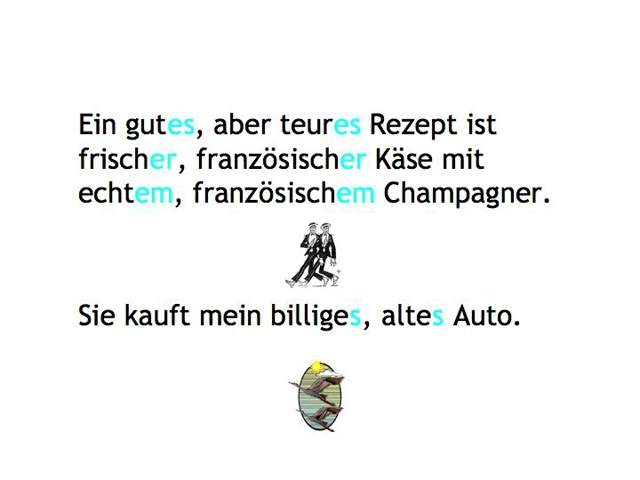 Ein gutes, aber teures Rezept ist
frischer, französischer Käse mit
echtem, französischem Champagner.
Sie kauft mein billiges, altes Auto.